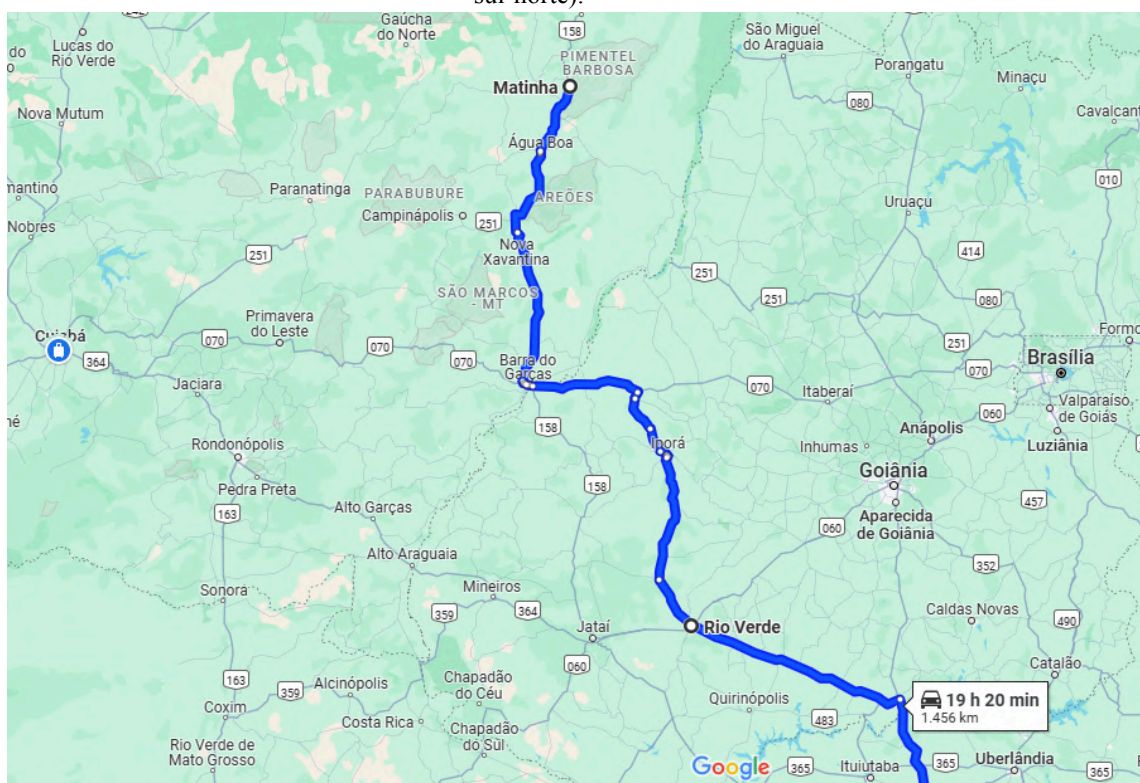 sul-norte).
Lucas do
Rio Verde
do
Gaúcha
do Norte
158
PIMENTEL
BARBOSA
São Miguel
do Araguaia
Porangatu
Minaçu
Matinha
Nova Mutum
080
Cavalcant
Água Boa
mantino
Paranatinga
PARABUBURE
AREÕES
010
Campinápolis
251
Uruaçu
Nobres
251
Nova
Xavantina
414
251
SÃO MARCOS
- MT
251
080
Primavera
do Leste
Cuiabá
070
364
070
070
Barra do
Garças
251
Formo
Brasília
070
070
Jaciara
Itaberaí
Valparaíso
de Goiás
060
né
158
Anápolis
Luziânia
Rondonópolis
Iporá
Inhumas
Goiânia
Pedra Preta
158
457
163
Alto Garças
060
Aparecida
de Goiânia
Alto Araguaia
352
Sonora
Mineiros
359
364
Caldas Novas
Jataí
Rio Verde
490
060
Catalão
163
359
Alcinópolis
Chapadão
do Céu
Quirinópolis
19 h 20 min
1.456 km
Coxim
Costa Rica
483
Chapadão
do Sul
Rio Verde de
Mato Grosso
Google
365
Ituiutaba
365
Uberlândia
365